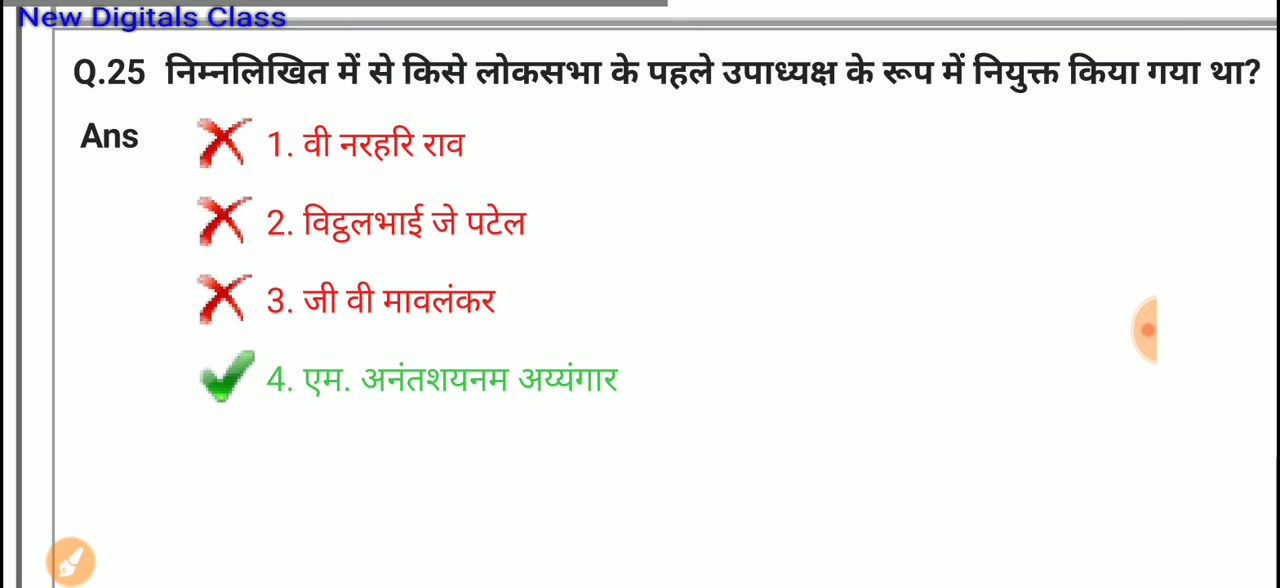 New Digitals Class
Q.25 निम्नलिखित में से किसे लोकसभा के पहले उपाध्यक्ष के रूप में नियुक्त किया गया था?
Ans
1. वी नरहरि राव
2. विट्ठलभाई जे पटेल
3. जी वी मावलंकर
4. एम. अनंतशयनम अय्यंगार